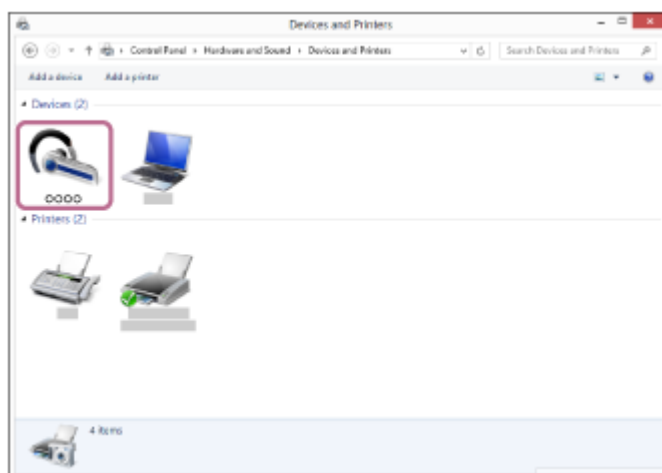 Devices and Printers
Control Panel › Hardware and Sound › Devices and Printers
Search Devices and Printers
Add a device Add a printer
Devices (2)
oooo
Printers (2)
4 items